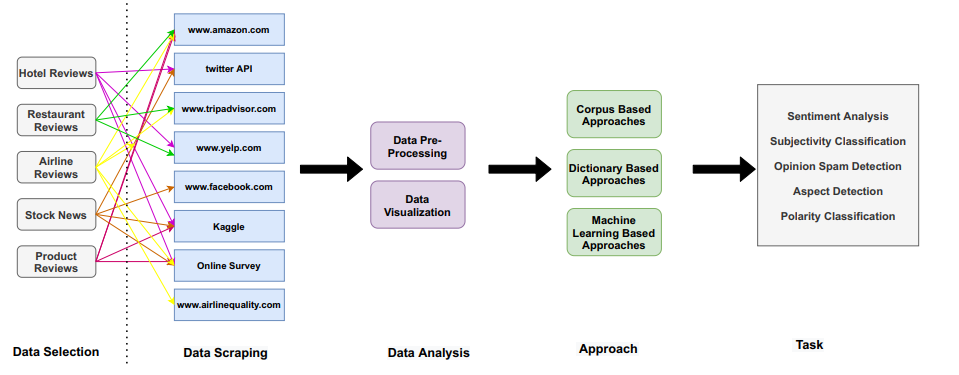 Hotel Reviews
Restaurant
Reviews
Airline
Reviews
Stock News
Product
Reviews
Data Selection
www.amazon.com
twitter API
www.tripadvisor.com
www.yelp.com
www.facebook.com
Kaggle
Online Survey
www.airlinequality.com
Data Scraping
Data Pre-
Processing
Data
Visualization
Data Analysis
Corpus Based
Approaches
Dictionary Based
Approaches
Machine
Learning Based
Approaches
Approach
Sentiment Analysis
Subjectivity Classification
Opinion Spam Detection
Aspect Detection
Polarity Classification
Task